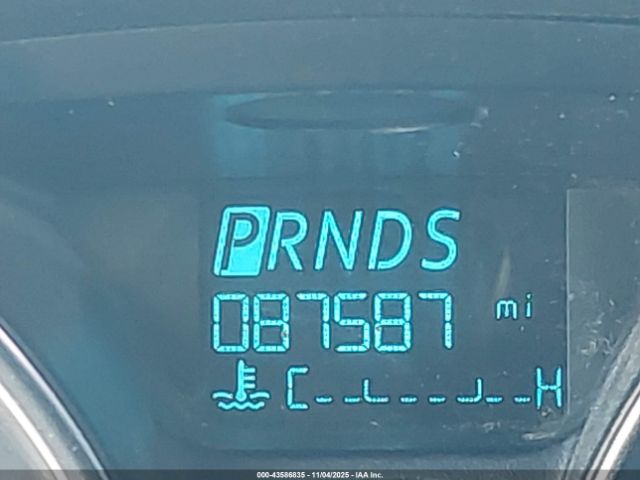 PRNDS
087587 mi
C H
000-43586835 - 11/04/2025 - IAA Inc.